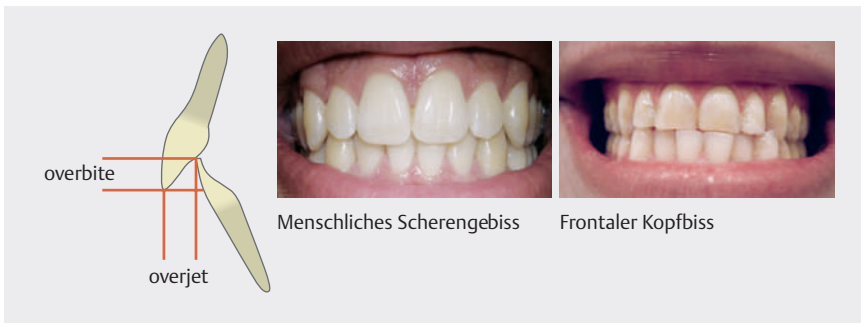 overbite
overjet
Menschliches Scherengebiss
Frontaler Kopfbiss